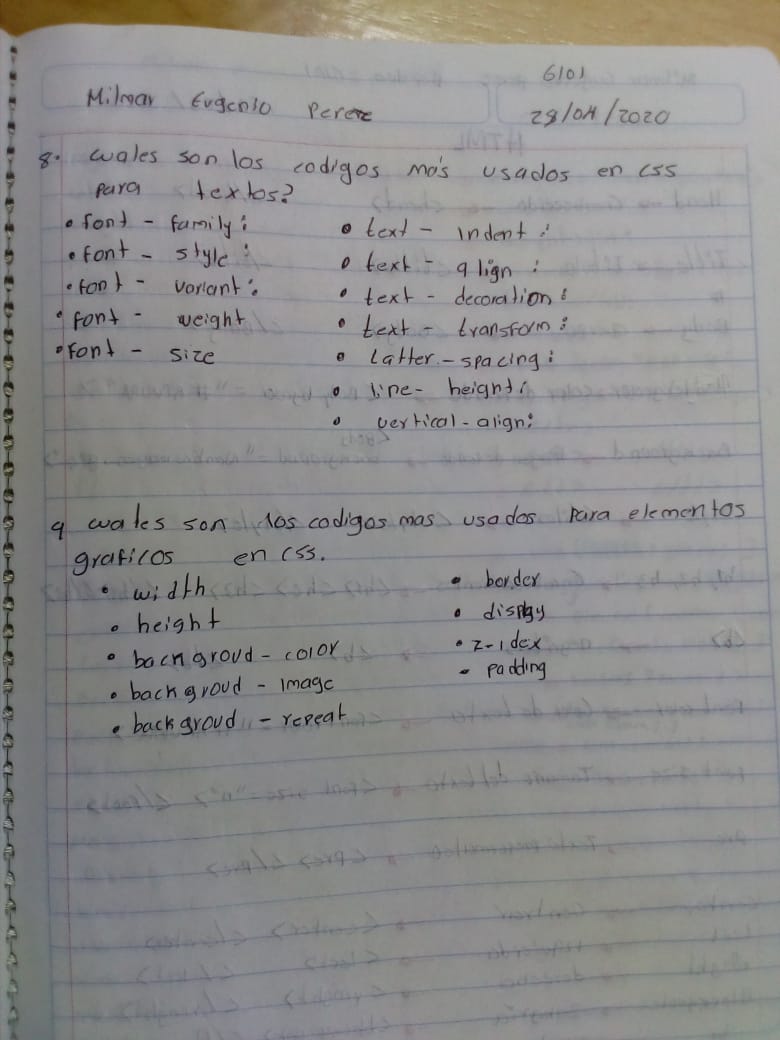 6101
Milmar Eugenio Perez
28/04/2020
8. cuales son los codigos más usados en css
para textos?
• font - family:
• font - style:
• font - variant:
• font - weight
• font - size
• text - indent:
• text - align:
• text - decoration:
• text - transform:
• latter - spacing:
• line - height:
• vertical - align:
9 cuales son los codigos mas usados para elementos
graficos en css.
• width
• height
• backgroud - color
• backgroud - image
• backgroud - repeat
• border
• display
• z-idex
• padding